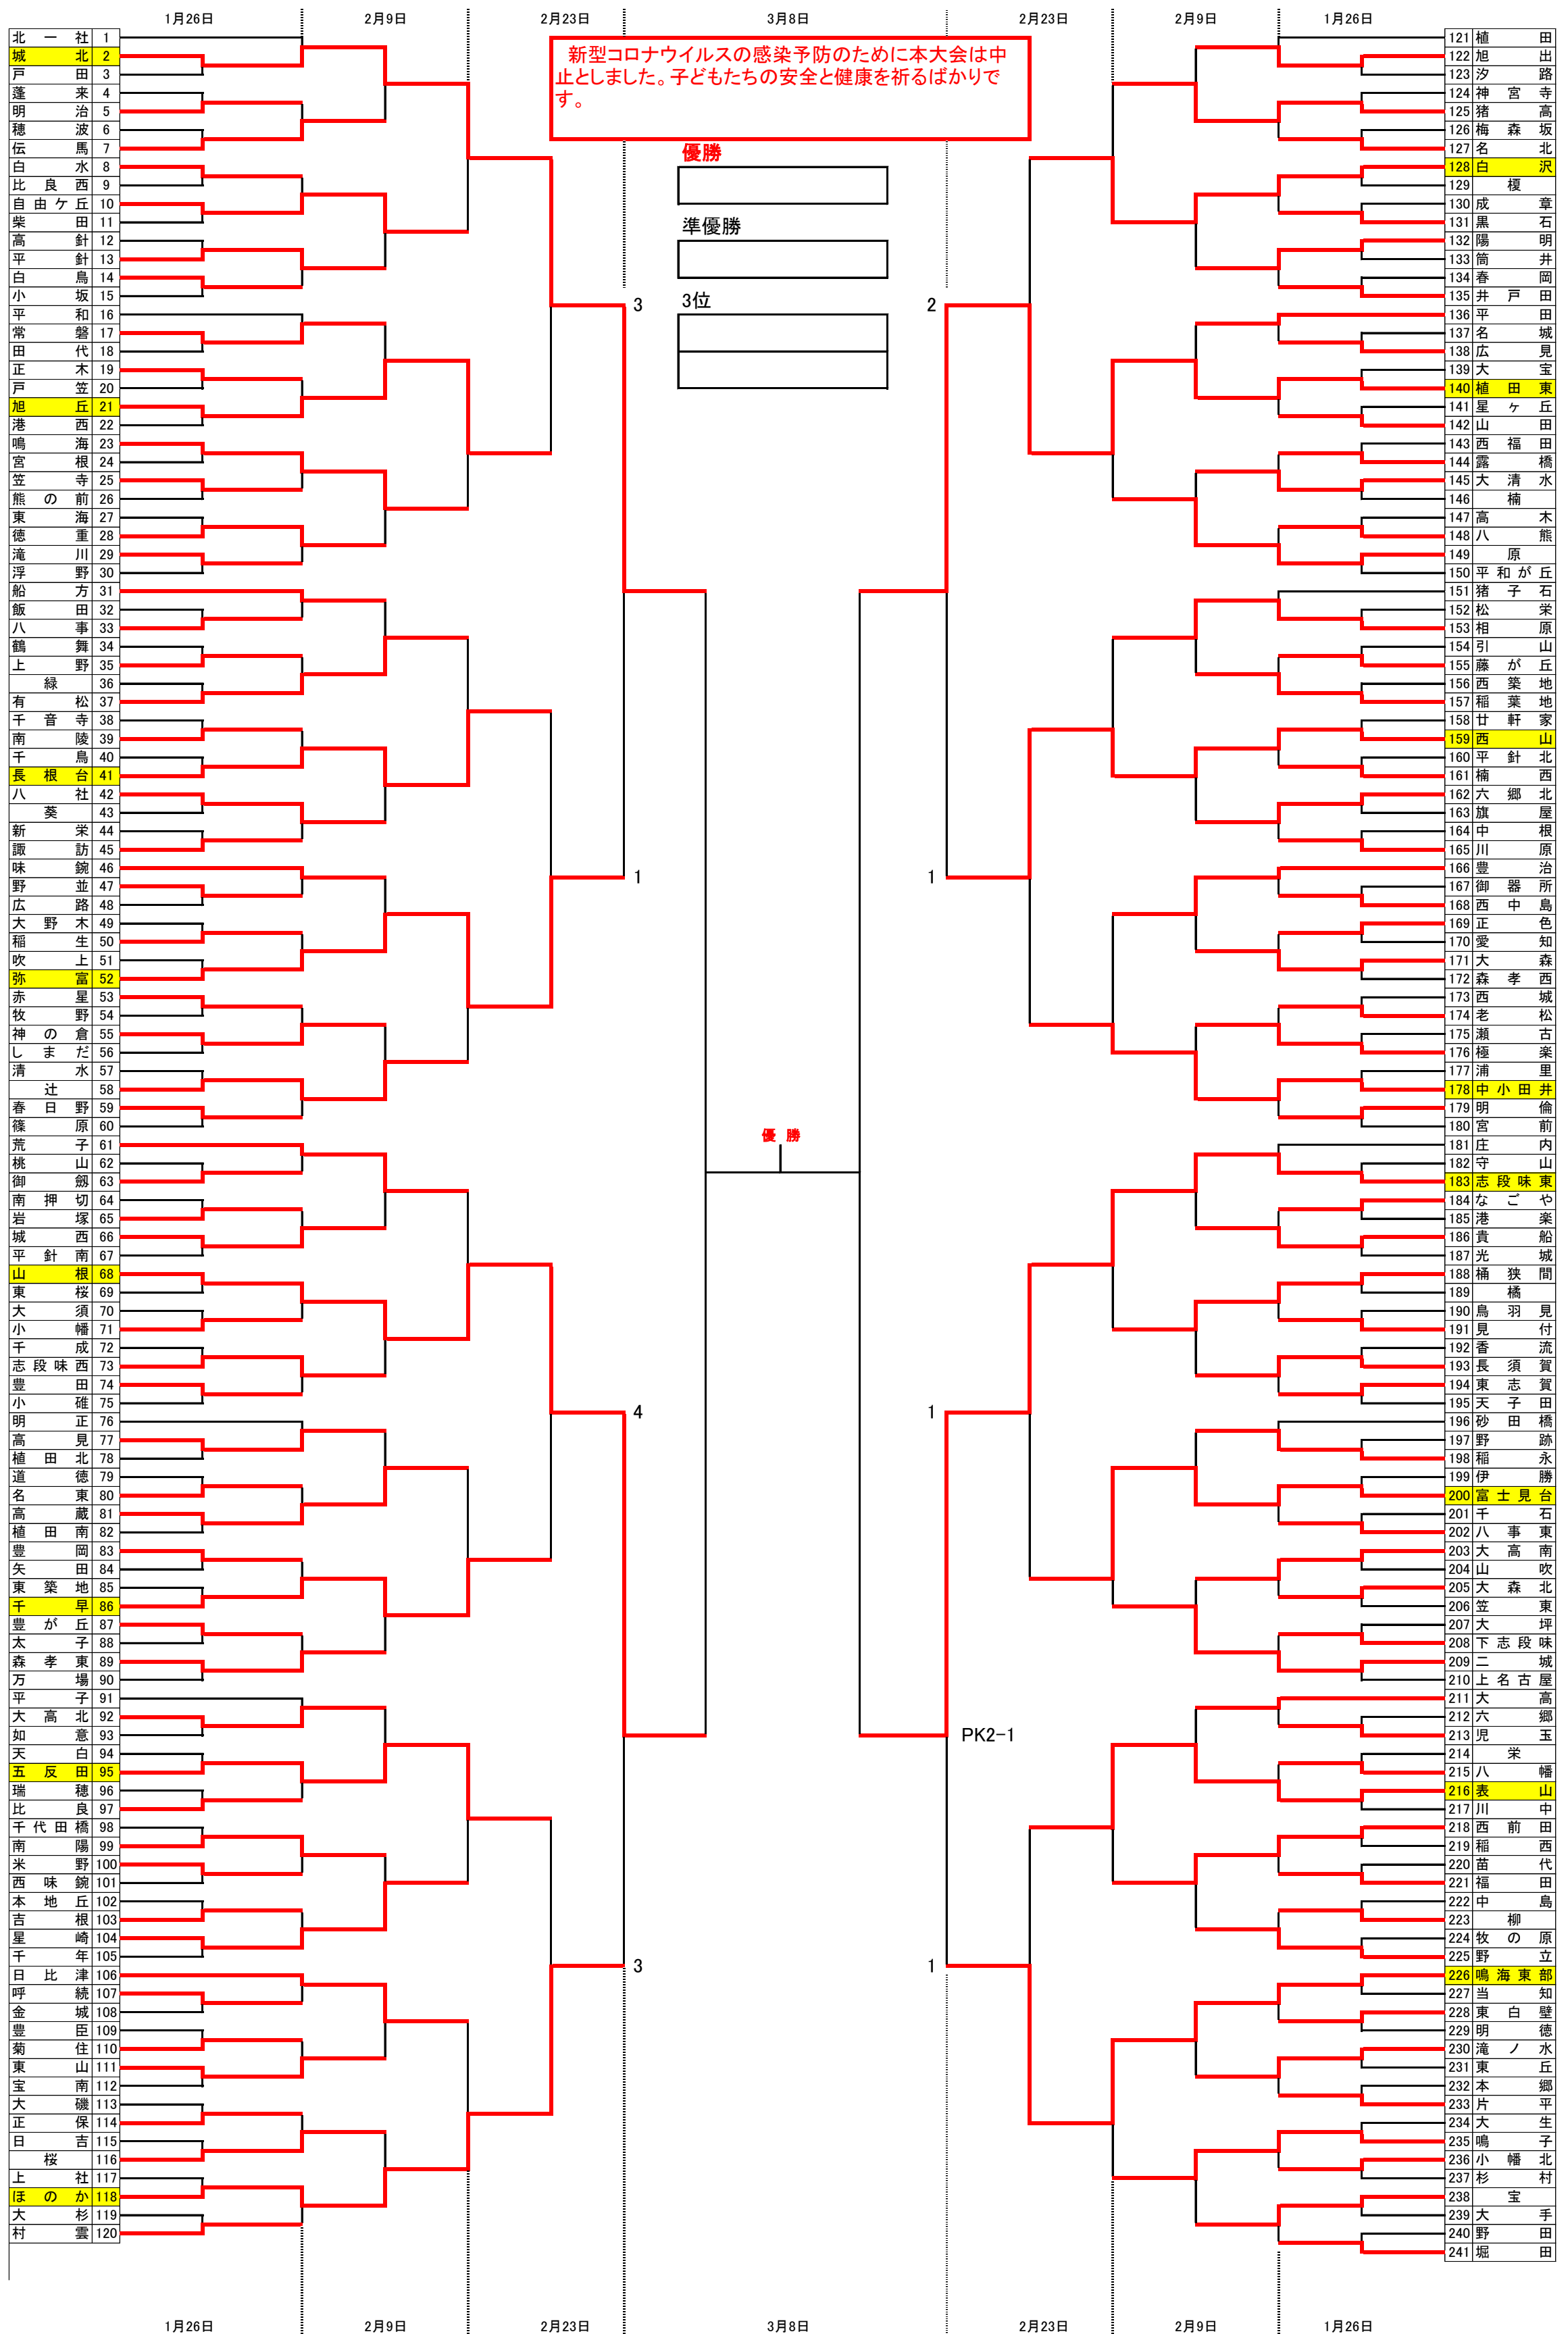 1月26日 2月9日 2月23日 3月8日 2月23日 2月9日 1月26日
新型コロナウイルスの感染予防のために本大会は中
止としました。子どもたちの安全と健康を祈るばかりで
す。
優勝
準優勝
3位
北一社 1
城北 2
戸田 3
蓬来 4
明治 5
穂波 6
伝馬 7
白水 8
比良西 9
自由ケ丘 10
柴田 11
高針 12
平針 13
白鳥 14
小坂 15
平和 16
常磐 17
田代 18
正木 19
戸笠 20
旭丘 21
港西 22
鳴海 23
宮根 24
笠寺 25
熊の前 26
東海 27
徳重 28
滝川 29
浮野 30
船方 31
飯田 32
八事 33
鶴舞 34
上野 35
緑 36
有松 37
千音寺 38
南陵 39
千鳥 40
長根台 41
八社 42
葵 43
新栄 44
諏訪 45
味鋺 46
野並 47
広路 48
大野木 49
稲生 50
吹上 51
弥富 52
赤星 53
牧野 54
神の倉 55
しまだ 56
清水 57
辻 58
春日野 59
篠原 60
荒子 61
桃山 62
御劔 63
南押切 64
岩塚 65
城西 66
平針南 67
山根 68
東桜 69
大須 70
小幡 71
千成 72
志段味西 73
豊田 74
小碓 75
明正 76
高見 77
植田北 78
道徳 79
名東 80
高蔵 81
植田南 82
豊岡 83
矢田 84
東築地 85
千早 86
豊が丘 87
太子 88
森孝東 89
万場 90
平子 91
大高北 92
如意 93
天白 94
五反田 95
瑞穂 96
比良 97
千代田橋 98
南陽 99
米野 100
西味鋺 101
本地丘 102
吉根 103
星崎 104
千年 105
日比津 106
呼続 107
金城 108
豊臣 109
菊住 110
東山 111
宝南 112
大磯 113
正保 114
日吉 115
桜 116
上社 117
ほのか 118
大杉 119
村雲 120
3
1
4
3
優勝
2
1
1
PK2-1
1
121 植田
122 旭出
123 汐路
124 神宮寺
125 猪高
126 梅森坂
127 名北
128 白沢
129 榎
130 成章
131 黒石
132 陽明
133 筒井
134 春岡
135 井戸田
136 平田
137 名城
138 広見
139 大宝
140 植田東
141 星ヶ丘
142 山田
143 西福田
144 露橋
145 大清水
146 楠
147 高木
148 八熊
149 原
150 平和が丘
151 猪子石
152 松栄
153 相原
154 引山
155 藤が丘
156 西築地
157 稲葉地
158 廿軒家
159 西山
160 平針北
161 楠西
162 六郷北
163 旗屋
164 中根
165 川原
166 豊治
167 御器所
168 西中島
169 正色
170 愛知
171 大森
172 森孝西
173 西城
174 老松
175 瀬古
176 極楽
177 浦里
178 中小田井
179 明倫
180 宮前
181 庄内
182 守山
183 志段味東
184 なごや
185 港楽
186 貴船
187 光城
188 桶狭間
189 橘
190 鳥羽見
191 見付
192 香流
193 長須賀
194 東志賀
195 天子田
196 砂田橋
197 野跡
198 稲永
199 伊勝
200 富士見台
201 千石
202 八事東
203 大高南
204 山吹
205 大森北
206 笠東
207 大坪
208 下志段味
209 二城
210 上名古屋
211 大高
212 六郷
213 児玉
214 栄
215 八幡
216 表山
217 川中
218 西前田
219 稲西
220 苗代
221 福田
222 中島
223 柳
224 牧の原
225 野立
226 鳴海東部
227 当知
228 東白壁
229 明徳
230 滝ノ水
231 東丘
232 本郷
233 片平
234 大生
235 鳴子
236 小幡北
237 杉村
238 宝
239 大手
240 野田
241 堀田
1月26日 2月9日 2月23日 3月8日 2月23日 2月9日 1月26日